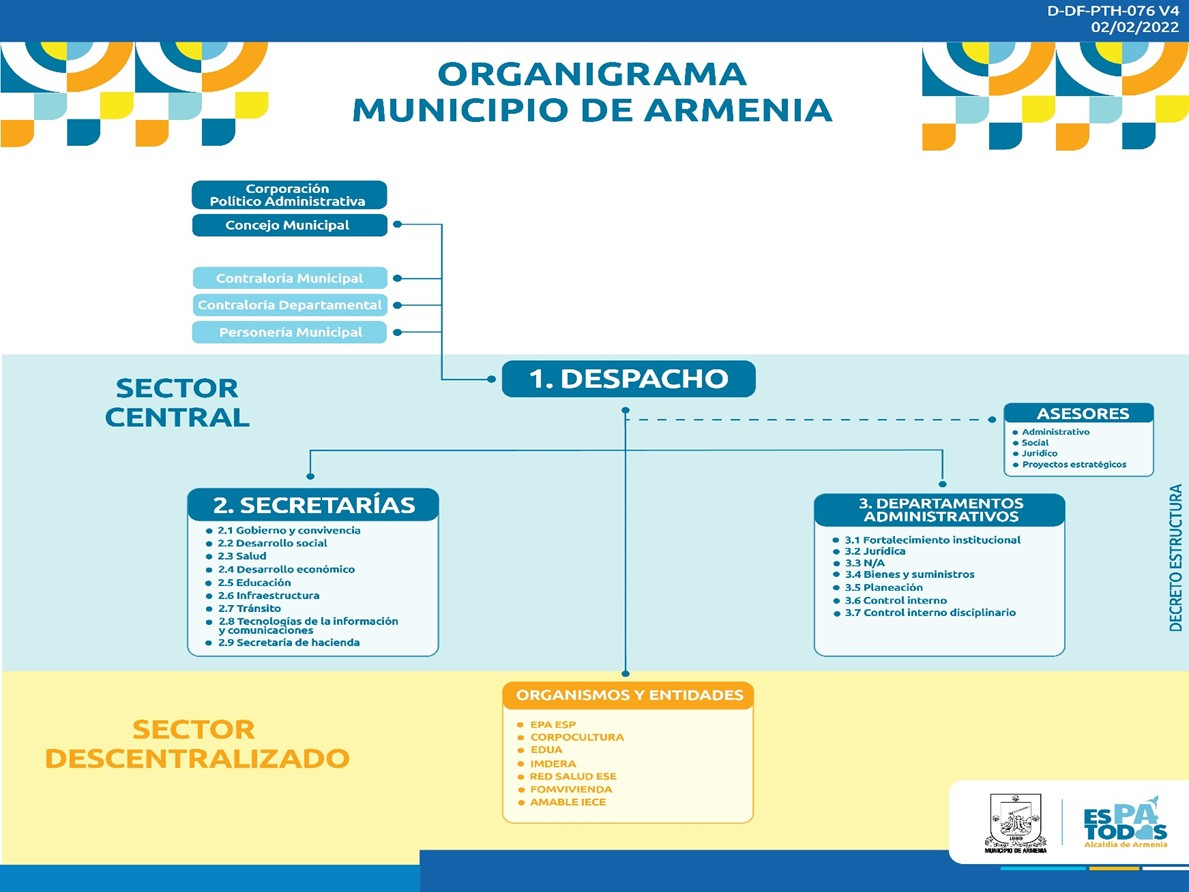 D-DF-PTH-076 V4
02/02/2022
ORGANIGRAMA
MUNICIPIO DE ARMENIA
Corporación
Político Administrativa
Concejo Municipal
Contraloría Municipal
Contraloría Departamental
Personería Municipal
SECTOR
CENTRAL
1. DESPACHO
ASESORES
Administrativo
Social
Jurídico
Proyectos estratégicos
2. SECRETARÍAS
2.1 Gobierno y convivencia
2.2 Desarrollo social
2.3 Salud
2.4 Desarrollo económico
2.5 Educación
2.6 Infraestructura
2.7 Tránsito
2.8 Tecnologías de la información
y comunicaciones
2.9 Secretaría de hacienda
3. DEPARTAMENTOS
ADMINISTRATIVOS
3.1 Fortalecimiento institucional
3.2 Jurídica
3.3 N/A
3.4 Bienes y suministros
3.5 Planeación
3.6 Control interno
3.7 Control interno disciplinario
DECRETO ESTRUCTURA
SECTOR
DESCENTRALIZADO
ORGANISMOS Y ENTIDADES
EPA ESP
CORPOCULTURA
EDUA
IMDERA
RED SALUD ESE
FOMVIVIENDA
AMABLE IECE
MUNICIPIO DE ARMENIA
ES PA
TODOS
Alcaldía de Armenia